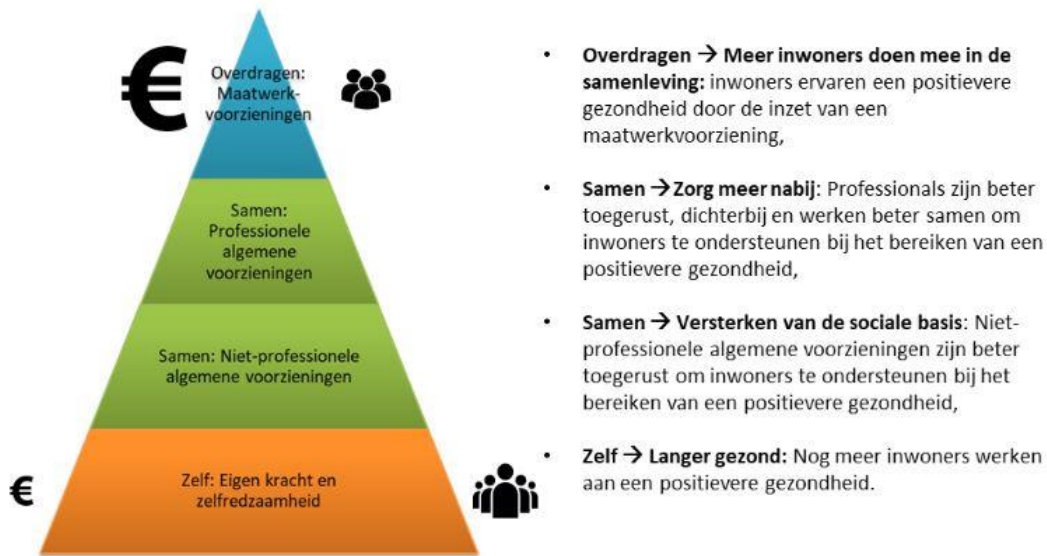 €
Overdragen:
Maatwerk-
voorzieningen
Samen:
Professionele
algemene
voorzieningen
Samen: Niet-professionele
algemene voorzieningen
€
Zelf: Eigen kracht en
zelfredzaamheid
• Overdragen → Meer inwoners doen mee in de
samenleving: inwoners ervaren een positievere
gezondheid door de inzet van een
maatwerkvoorziening,
• Samen → Zorg meer nabij: Professionals zijn beter
toegerust, dichterbij en werken beter samen om
inwoners te ondersteunen bij het bereiken van een
positievere gezondheid,
• Samen → Versterken van de sociale basis: Niet-
professionele algemene voorzieningen zijn beter
toegerust om inwoners te ondersteunen bij het
bereiken van een positievere gezondheid,
• Zelf → Langer gezond: Nog meer inwoners werken
aan een positievere gezondheid.